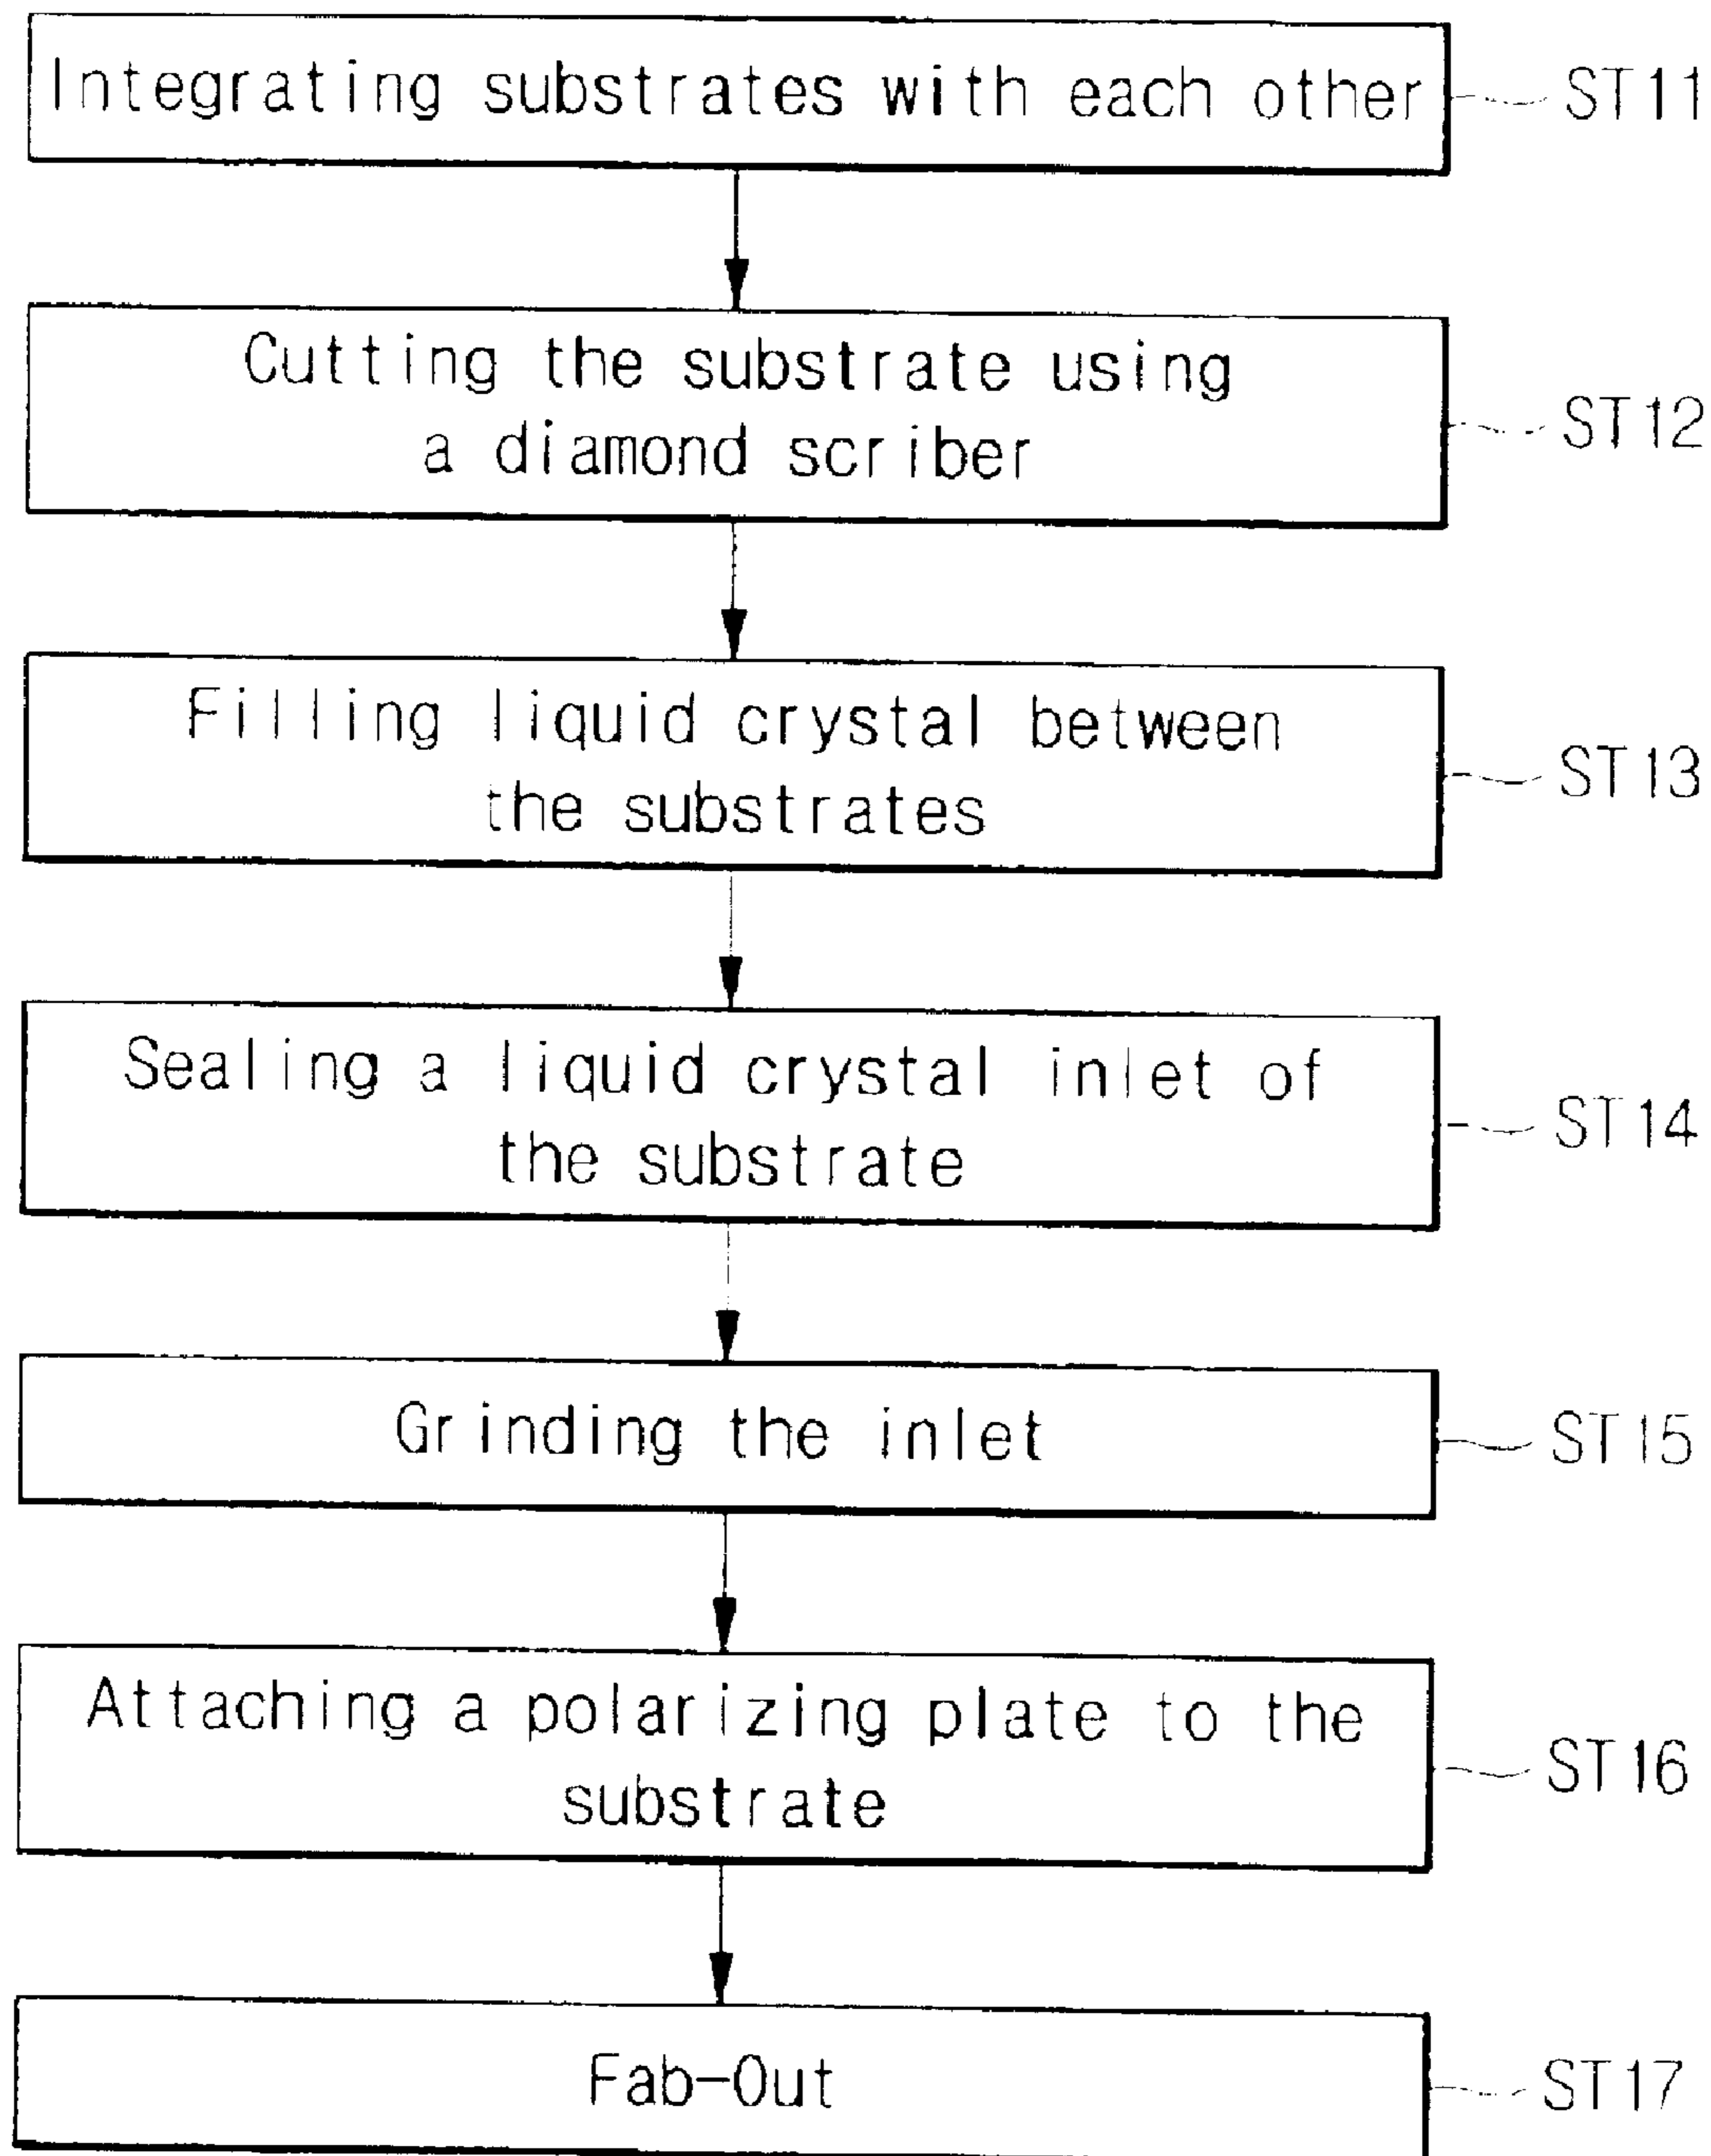 Integrating substrates with each other
ST11
Cutting the substrate using
a diamond scriber
ST12
Filling liquid crystal between
the substrates
ST13
Sealing a liquid crystal inlet of
the substrate
ST14
Grinding the inlet
ST15
Attaching a polarizing plate to the
substrate
ST16
Fab-Out
ST17